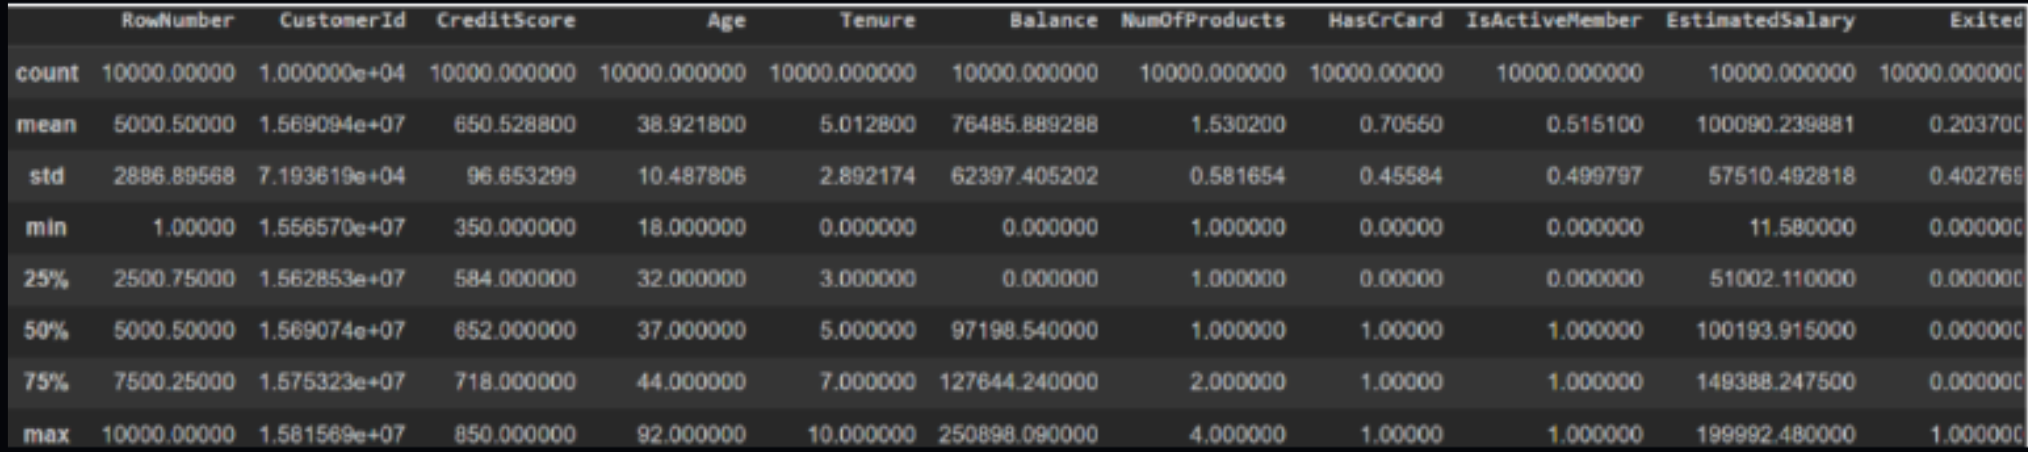 RowNumber CustomerId CreditScore Age Tenure Balance NumOfProducts HasCrCard IsActiveMember EstimatedSalary Exited
count 10000.00000 1.000000e+04 10000.000000 10000.000000 10000.000000 10000.000000 10000.000000 10000.00000 10000.000000 10000.000000 10000.000000
mean 5000.50000 1.569094e+07 650.528800 38.921800 5.012800 76485.889288 1.530200 0.70550 0.515100 100090.239881 0.203700
std 2886.89568 7.193619e+04 96.653299 10.487806 2.892174 62397.405202 0.581654 0.45584 0.499797 57510.492818 0.402769
min 1.00000 1.556570e+07 350.000000 18.000000 0.000000 0.000000 1.000000 0.00000 0.000000 11.580000 0.000000
25% 2500.75000 1.562853e+07 584.000000 32.000000 3.000000 0.000000 1.000000 0.00000 0.000000 51002.110000 0.000000
50% 5000.50000 1.569074e+07 652.000000 37.000000 5.000000 97198.540000 1.000000 1.00000 1.000000 100193.915000 0.000000
75% 7500.25000 1.575323e+07 718.000000 44.000000 7.000000 127644.240000 2.000000 1.00000 1.000000 149388.247500 0.000000
max 10000.00000 1.581569e+07 850.000000 92.000000 10.000000 250898.090000 4.000000 1.00000 1.000000 199992.480000 1.000000